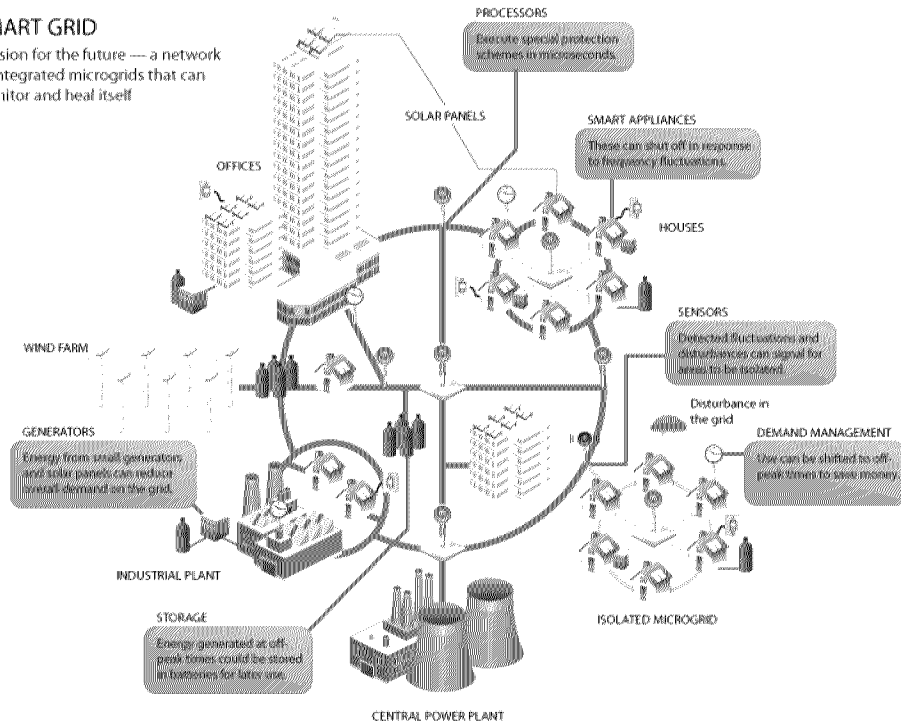 MART GRID
sion for the future — a network
ntegrated microgrids that can
nitor and heal itself
PROCESSORS
Execute special protection
schemes in microseconds.
SOLAR PANELS
SMART APPLIANCES
These can shut off in response
to frequency fluctuations.
OFFICES
HOUSES
SENSORS
Detected fluctuations and
disturbances can signal for
areas to be isolated.
WIND FARM
Disturbance in
the grid
GENERATORS
Energy from small generators
and solar panels can reduce
overall demand on the grid.
DEMAND MANAGEMENT
Use can be shifted to off-
peak times to save money.
INDUSTRIAL PLANT
ISOLATED MICROGRID
STORAGE
Energy generated at off-
peak times could be stored
in batteries for later use.
CENTRAL POWER PLANT